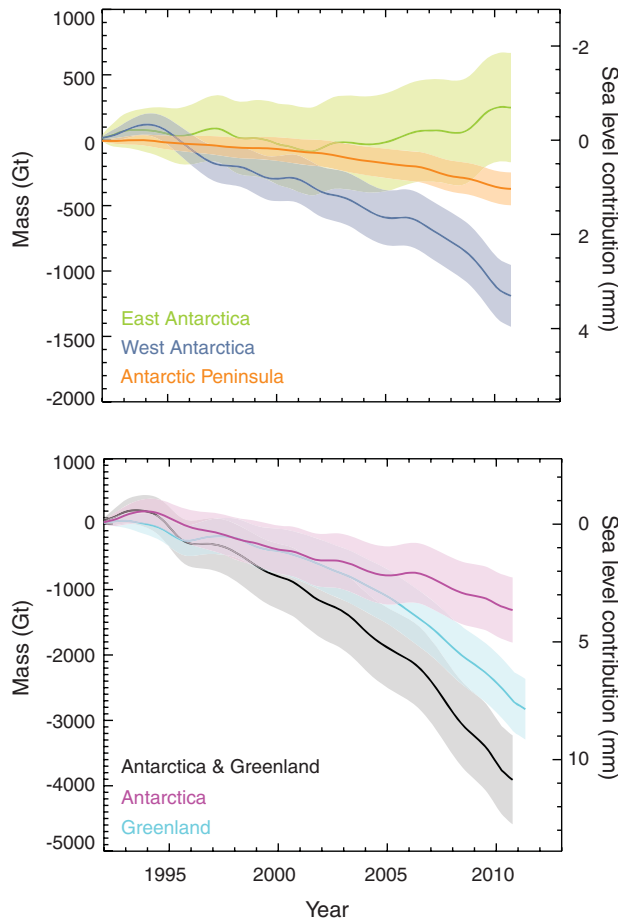 1000
500
0
-500
-1000
-1500
-2000
Mass (Gt)
-2
0
2
4
Sea level contribution (mm)
East Antarctica
West Antarctica
Antarctic Peninsula
1000
0
-1000
-2000
-3000
-4000
-5000
Mass (Gt)
0
5
10
Sea level contribution (mm)
Antarctica & Greenland
Antarctica
Greenland
1995
2000
2005
2010
Year